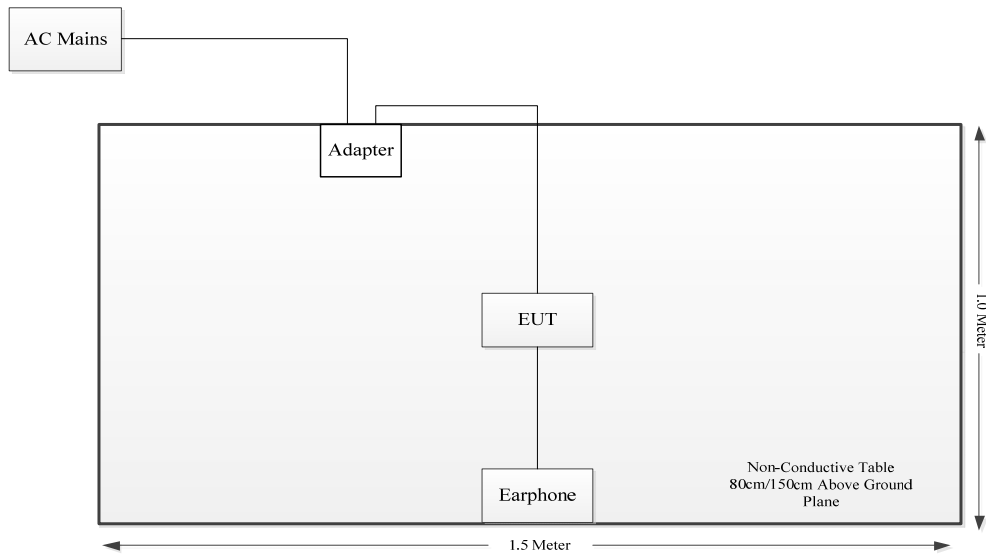 AC Mains
Adapter
EUT
1.0 Meter
Non-Conductive Table
80cm/150cm Above Ground
Plane
Earphone
1.5 Meter